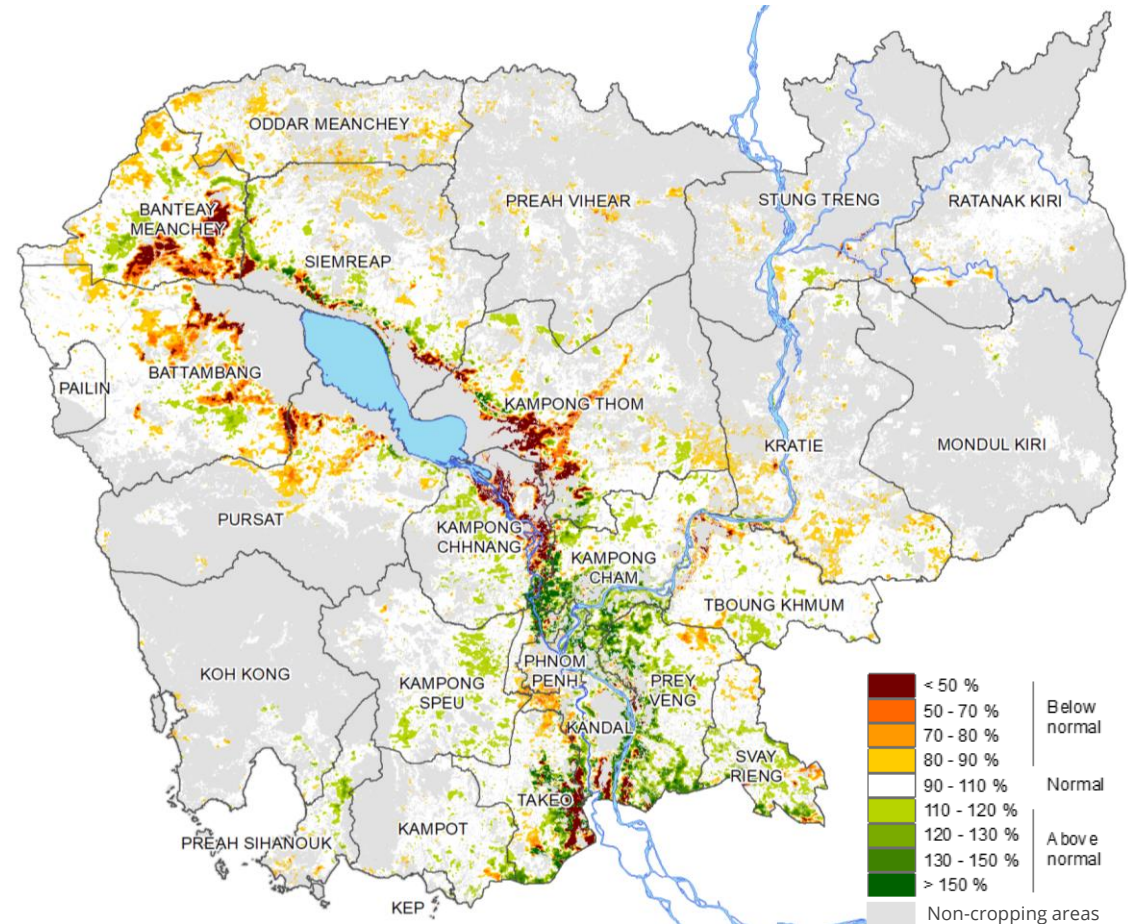 ODDAR MEANCHEY
PREAH VIHEAR
STUNG TRENG
RATANAK KIRI
BANTEAY
MEANCHEY
SIEMREAP
PAILIN
BATTAMBANG
KAMPONG THOM
KRATIE
MONDUL KIRI
PURSAT
KAMPONG
CHHNANG
KAMPONG
CHAM
TBOUNG KHMUM
KOH KONG
KAMPONG
SPEU
PHNOM
PENH
PREY
VENG
KANDAL
SVAY
RIENG
TAKEO
KAMPOT
PREAH SIHANOUK
KEP
< 50 %
50 - 70 %
70 - 80 %
80 - 90 %
Below
normal
90 - 110 %
Normal
110 - 120 %
120 - 130 %
130 - 150 %
> 150 %
Above
normal
Non-cropping areas